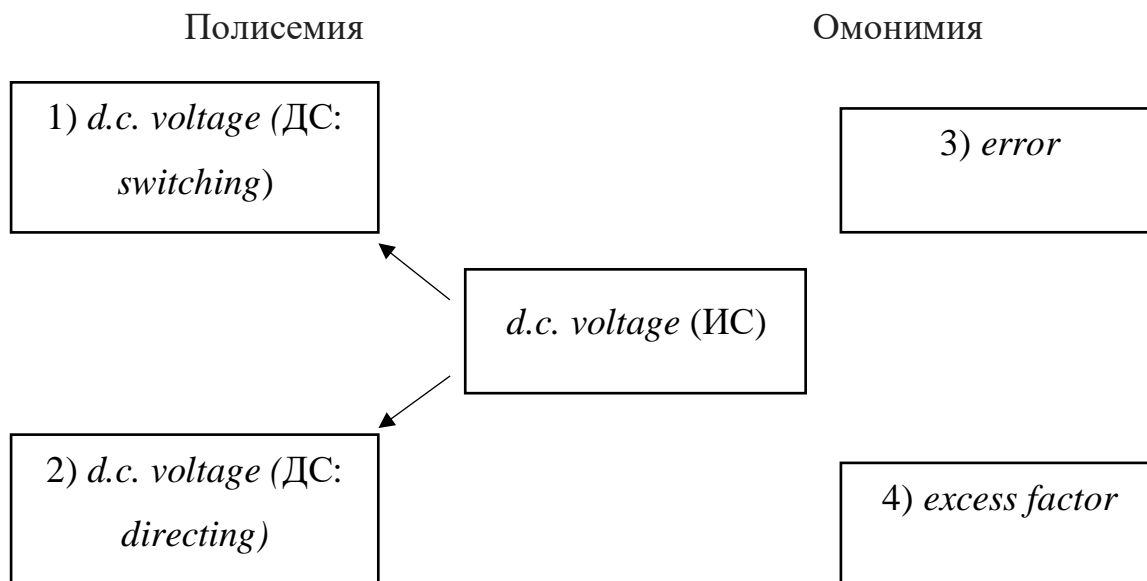 Полисемия
Омонимия
1) d.c. voltage (ДС:
switching)
3) error
d.c. voltage (ИС)
2) d.c. voltage (ДС:
directing)
4) excess factor